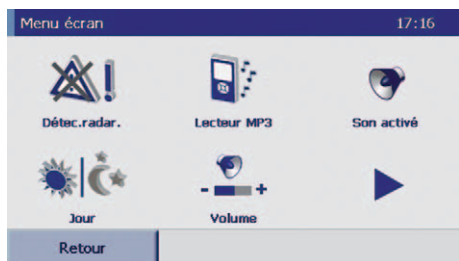 Menu écran 17:16
Détec.radar. Lecteur MP3 Son activé
Jour Volume
Retour